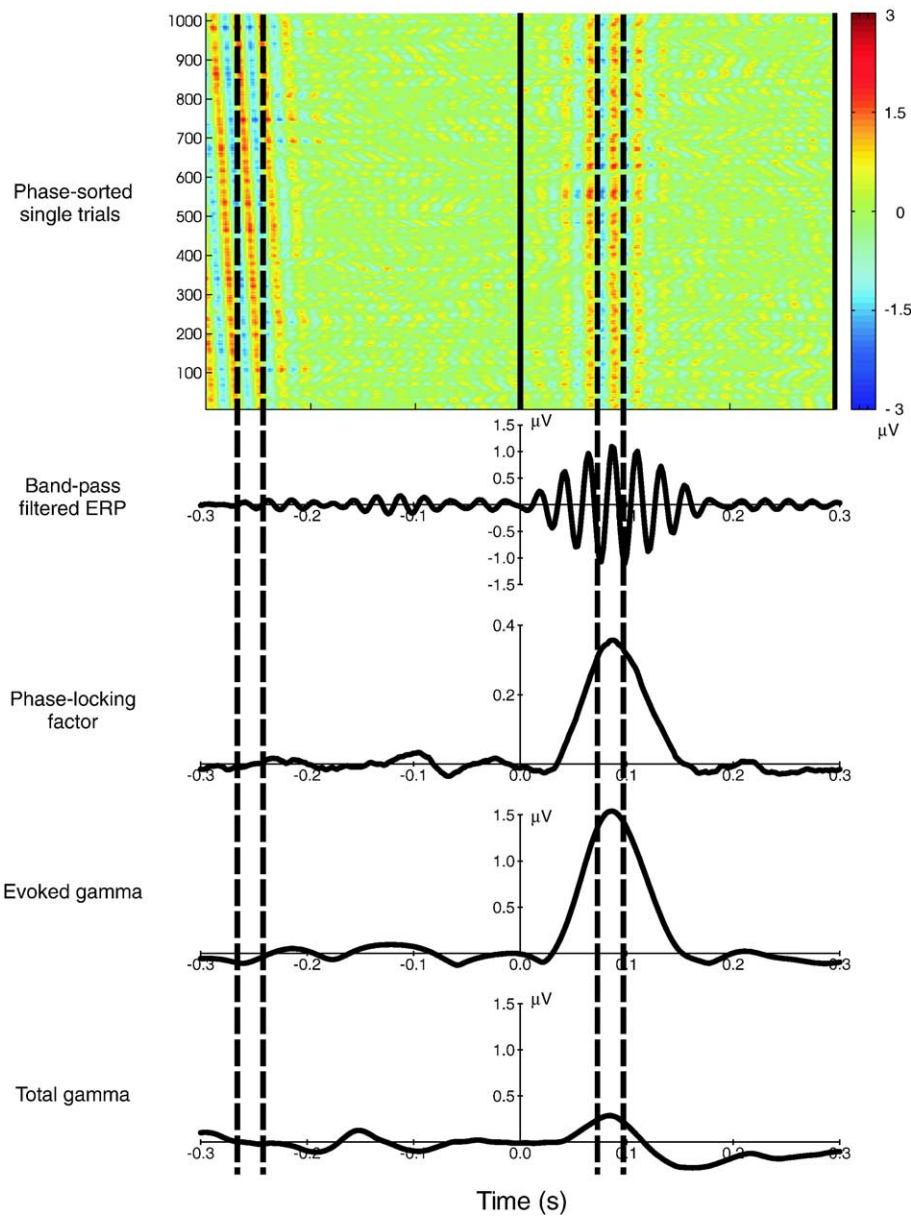 1000
900
800
700
600
500
400
300
200
100
Phase-sorted
single trials
3
1.5
0
-1.5
- 3
μV
μV
1.5
1.0
0.5
-0.5
-1.0
-1.5
Band-pass
filtered ERP
-0.3 -0.2 -0.1 0.0 0.1 0.2 0.3
0.4
0.2
Phase-locking
factor
-0.3 -0.2 -0.1 0.0 0.1 0.2 0.3
μV
1.5
1.0
0.5
Evoked gamma
-0.3 -0.2 -0.1 0.0 0.1 0.2 0.3
μV
1.5
1.0
0.5
Total gamma
-0.3 -0.2 -0.1 0.0 0.1 0.2 0.3
Time (s)